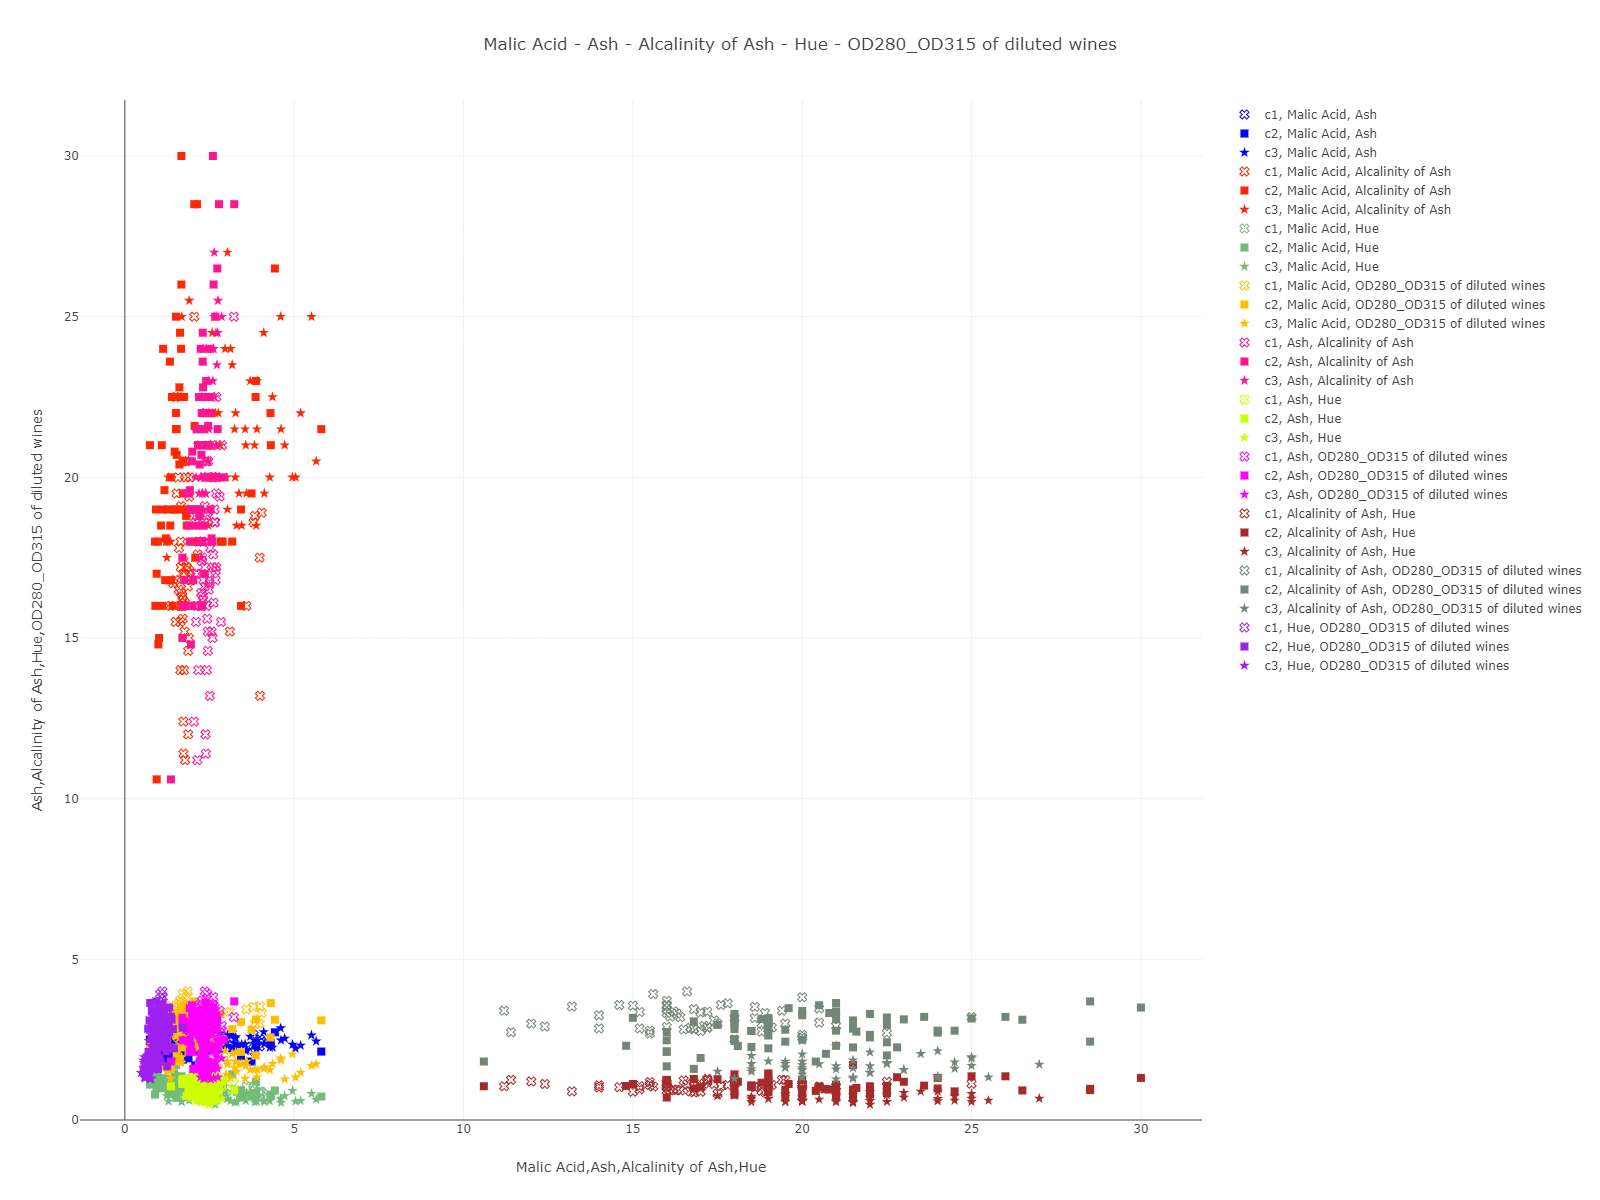 Malic Acid - Ash - Alcalinity of Ash - Hue - OD280_OD315 of diluted wines
c1, Malic Acid, Ash
c2, Malic Acid, Ash
c3, Malic Acid, Ash
c1, Malic Acid, Alcalinity of Ash
c2, Malic Acid, Alcalinity of Ash
c3, Malic Acid, Alcalinity of Ash
c1, Malic Acid, Hue
c2, Malic Acid, Hue
c3, Malic Acid, Hue
c1, Malic Acid, OD280_OD315 of diluted wines
c2, Malic Acid, OD280_OD315 of diluted wines
c3, Malic Acid, OD280_OD315 of diluted wines
c1, Ash, Alcalinity of Ash
c2, Ash, Alcalinity of Ash
c3, Ash, Alcalinity of Ash
c1, Ash, Hue
c2, Ash, Hue
c3, Ash, Hue
c1, Ash, OD280_OD315 of diluted wines
c2, Ash, OD280_OD315 of diluted wines
c3, Ash, OD280_OD315 of diluted wines
c1, Alcalinity of Ash, Hue
c2, Alcalinity of Ash, Hue
c3, Alcalinity of Ash, Hue
c1, Alcalinity of Ash, OD280_OD315 of diluted wines
c2, Alcalinity of Ash, OD280_OD315 of diluted wines
c3, Alcalinity of Ash, OD280_OD315 of diluted wines
c1, Hue, OD280_OD315 of diluted wines
c2, Hue, OD280_OD315 of diluted wines
c3, Hue, OD280_OD315 of diluted wines
Ash,Alcalinity of Ash,Hue,OD280_OD315 of diluted wines
30
25
20
15
10
5
0
0 5 10 15 20 25 30
Malic Acid,Ash,Alcalinity of Ash,Hue